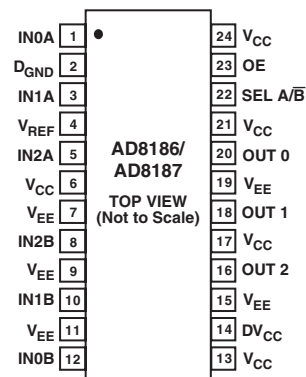 IN0A 1
DGND 2
IN1A 3
VREF 4
IN2A 5
VCC 6
VEE 7
IN2B 8
VEE 9
IN1B 10
VEE 11
IN0B 12
AD8186/
AD8187
TOP VIEW
(Not to Scale)
24 VCC
23 OE
22 SEL A/B̅
21 VCC
20 OUT 0
19 VEE
18 OUT 1
17 VCC
16 OUT 2
15 VEE
14 DVCC
13 VCC